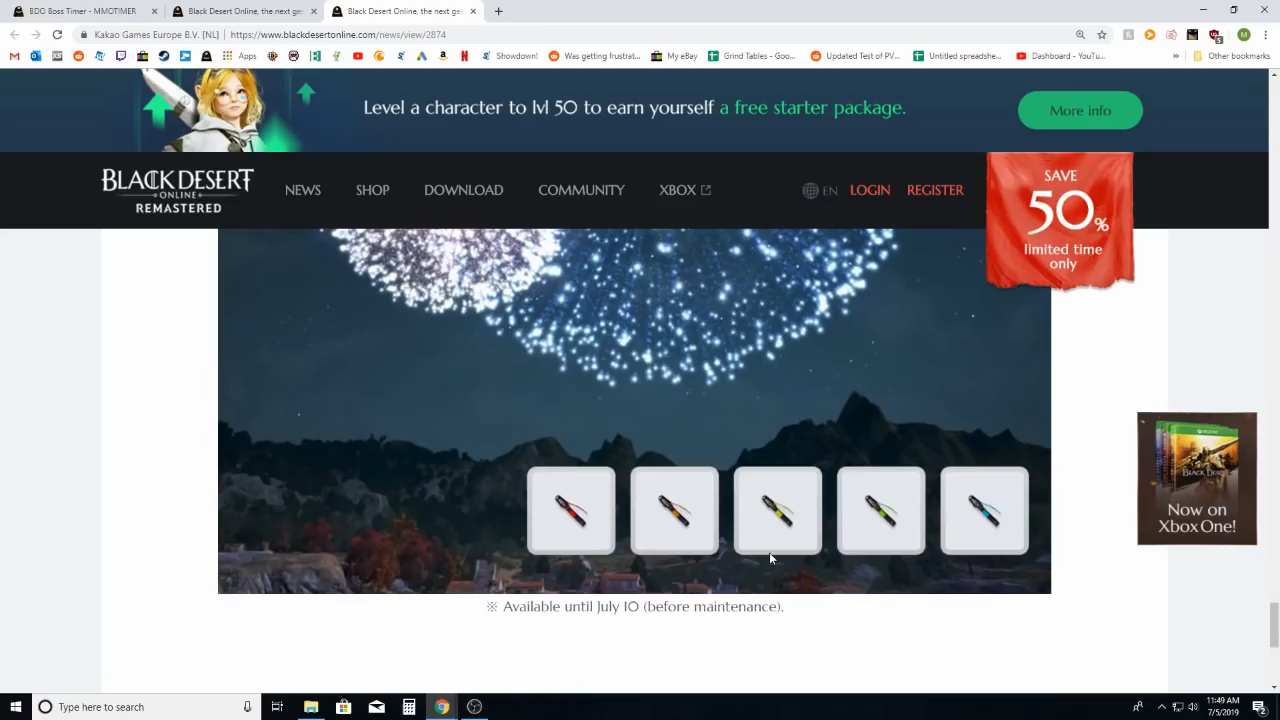 BDO Boss Timer - MMOTIMER
Black Desert Online, the next ge
Black Desert Online, the next ge
Kakao Games Europe B.V. [NL]
https://www.blackdesertonline.com/news/view/2874
Apps
Showdown!
Was getting frustrat
My eBay
Grind Tables - Goo...
Updated Test of PV...
Untitled spreadshe...
Dashboard - YouTu...
Other bookmarks
Level a character to lvl 50 to earn yourself a free starter package.
More info
BLACK DESERT
ONLINE
REMASTERED
NEWS
SHOP
DOWNLOAD
COMMUNITY
XBOX
EN
LOGIN
REGISTER
SAVE
50%
limited time
only
BLACK DESERT
Now on
Xbox One!
※ Available until July 10 (before maintenance).
Type here to search
11:49 AM
7/5/2019